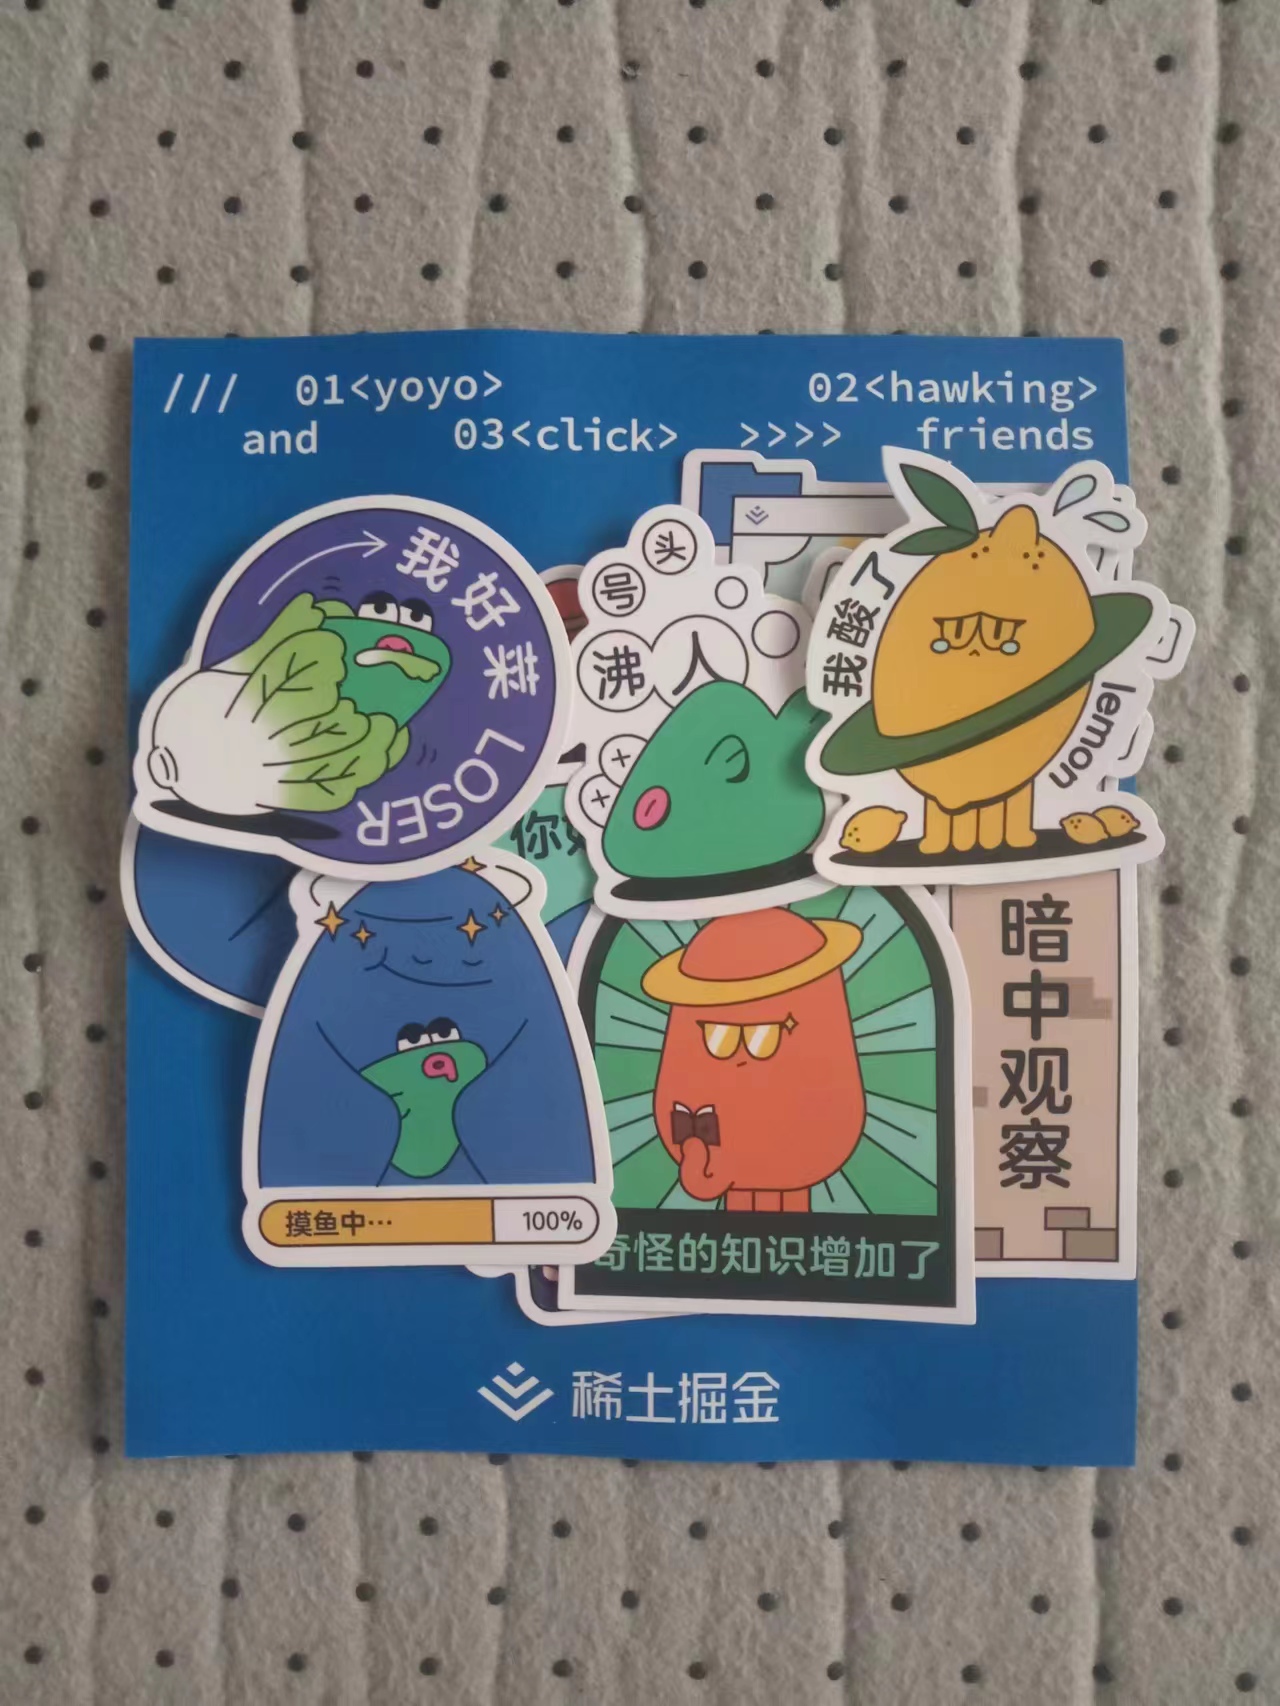 /// 01<yoyo> 02<hawking>
and 03<click> >>>> friends
我好菜 LOSER
头
号
沸人
我酸了
lemon
你好
暗中观察
摸鱼中… 100%
奇怪的知识增加了
稀土掘金